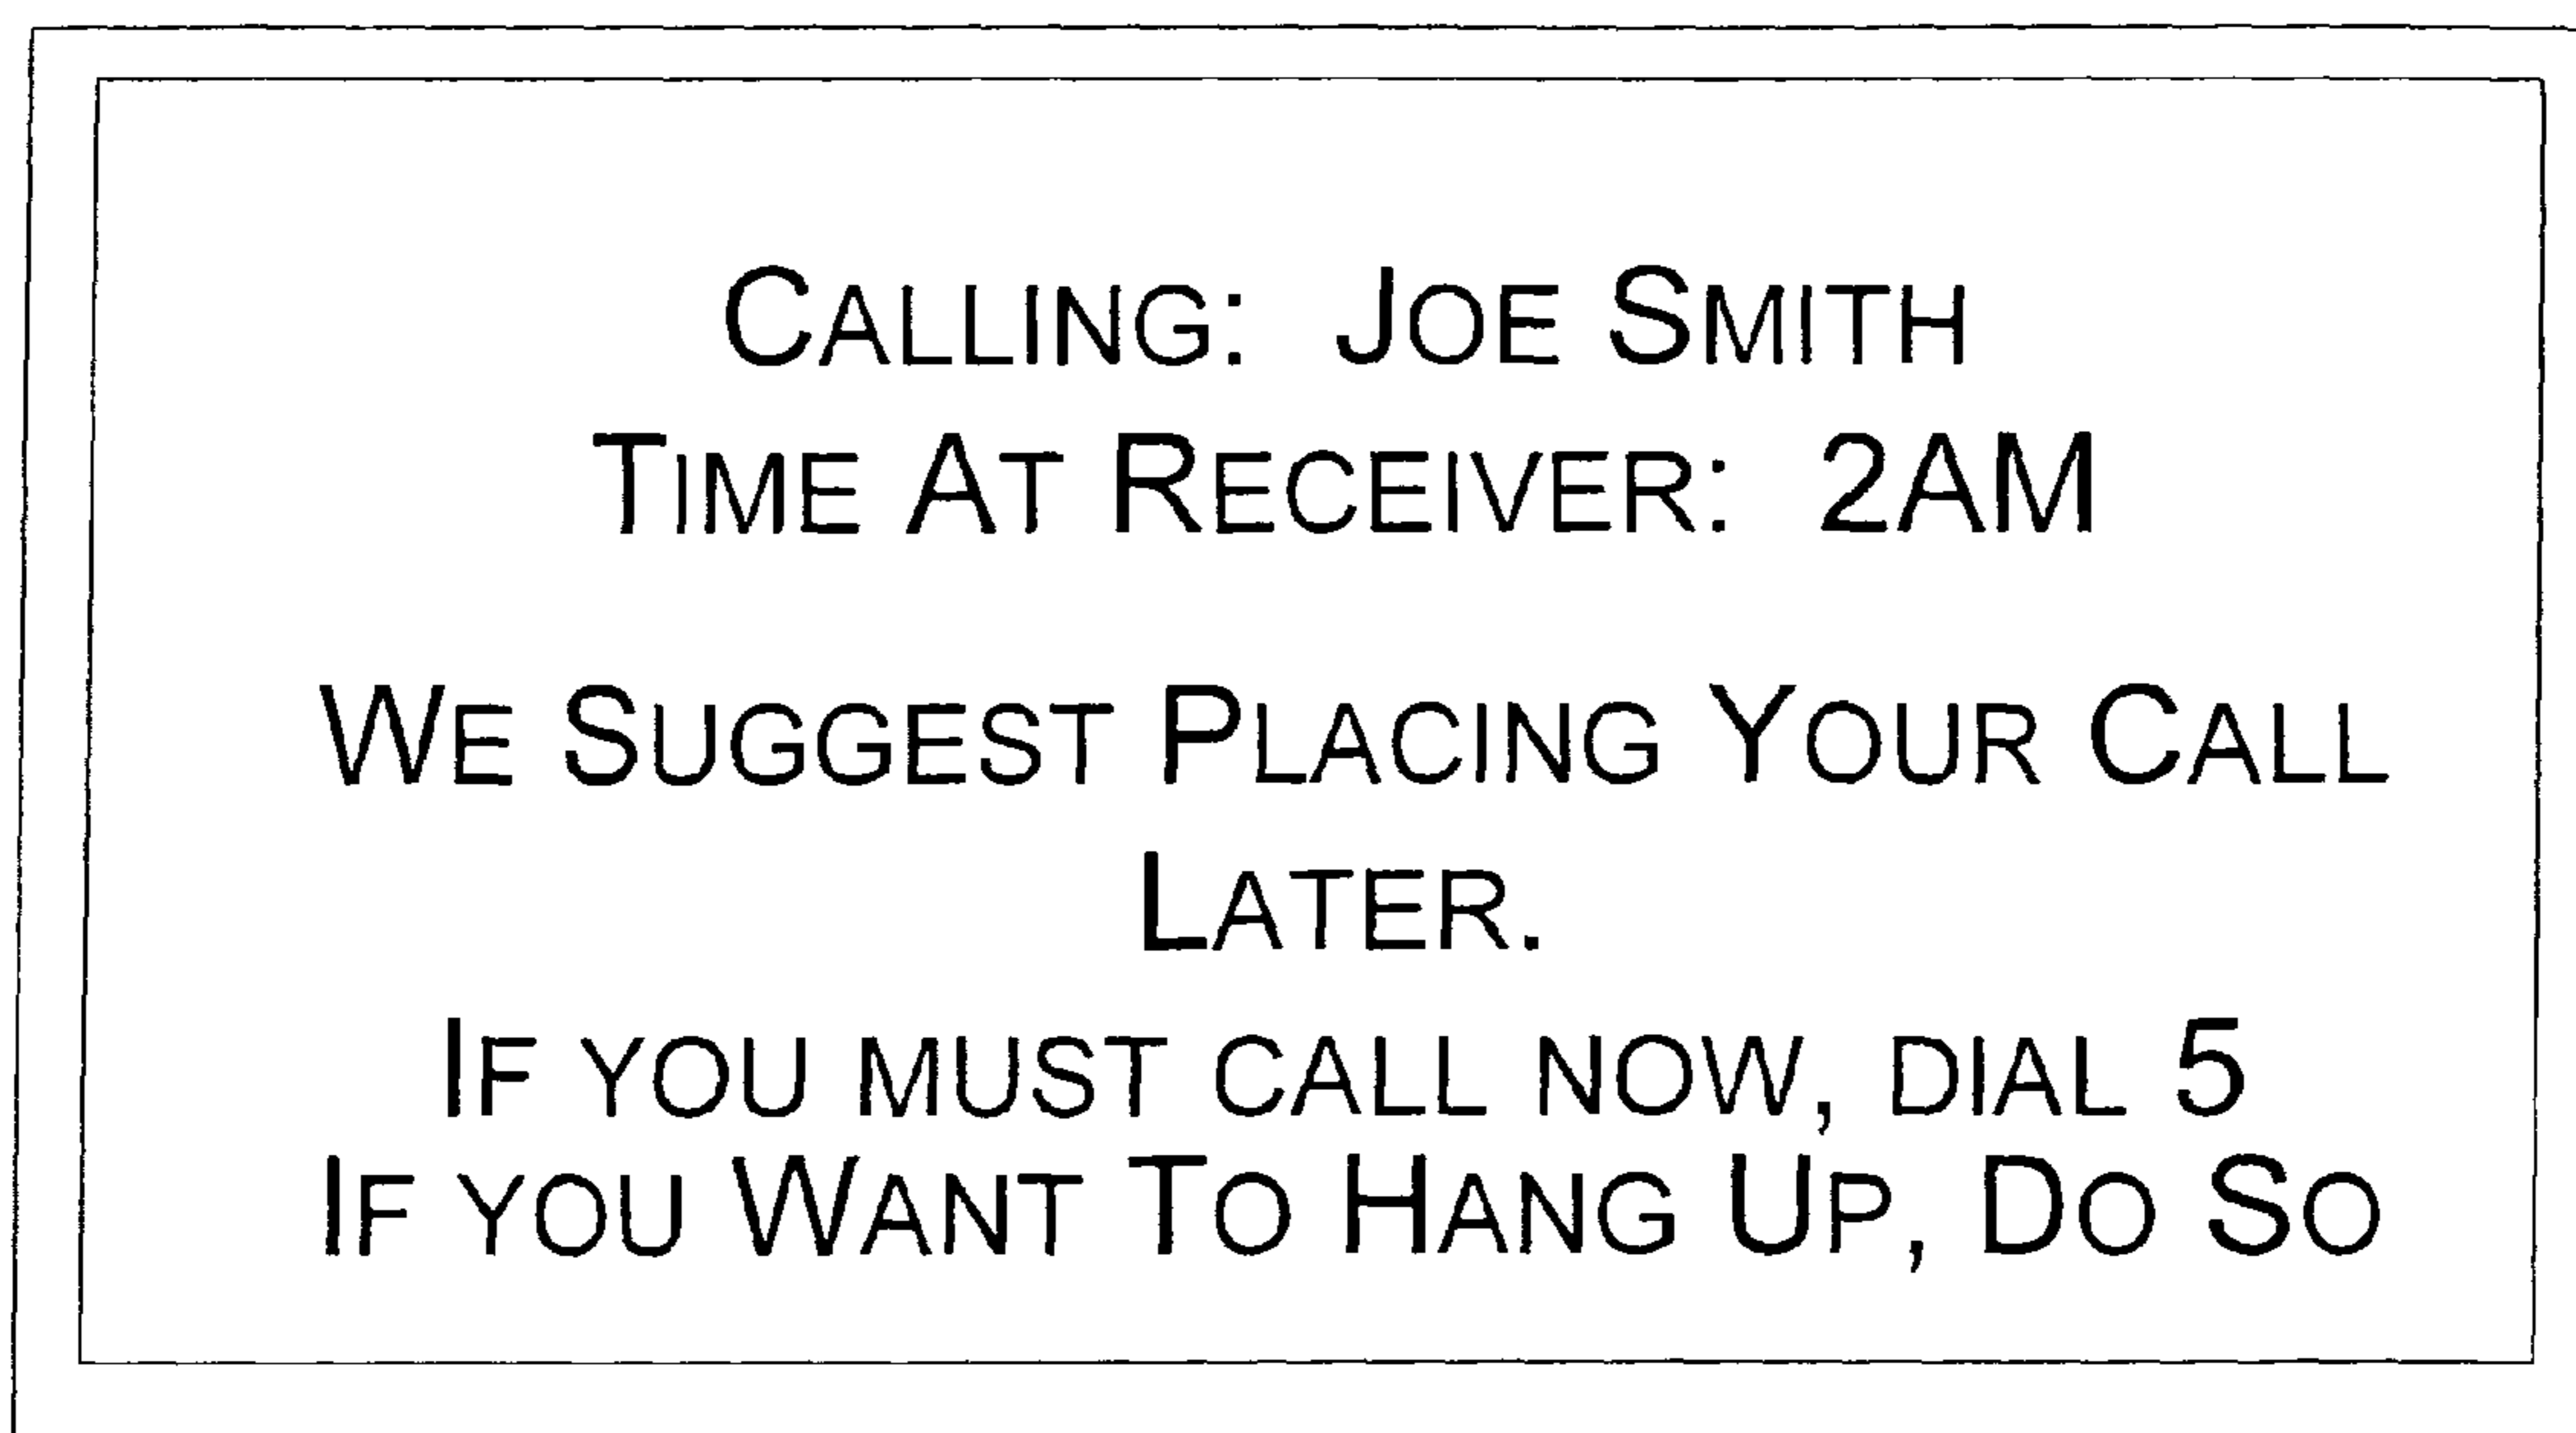 Calling: Joe Smith
Time At Receiver: 2AM
We Suggest Placing Your Call
Later.
If you must call now, dial 5
If you Want To Hang Up, Do So